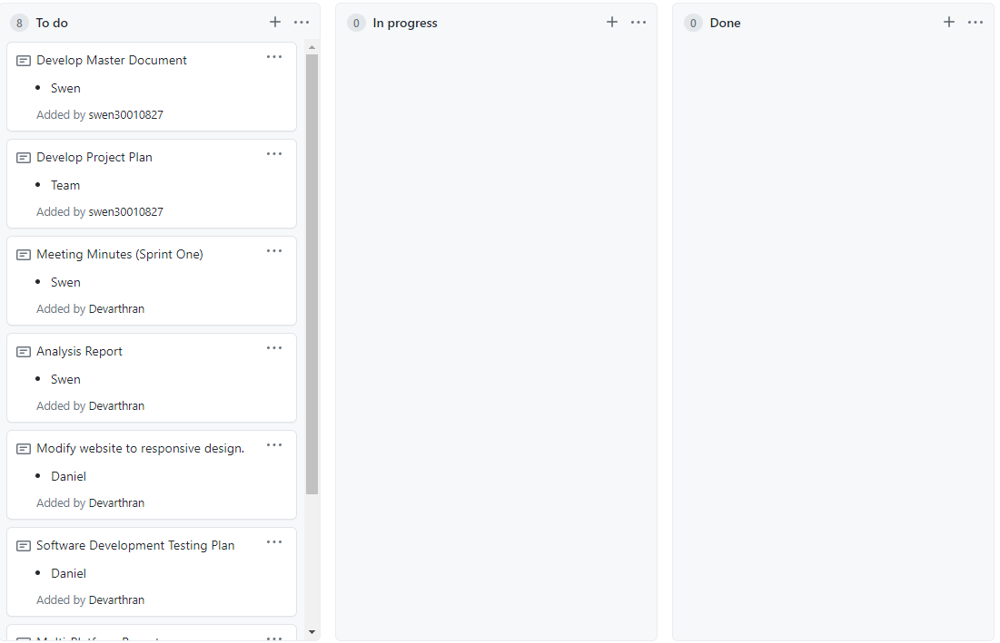 8 To do
Develop Master Document
Swen
Added by swen30010827
Develop Project Plan
Team
Added by swen30010827
Meeting Minutes (Sprint One)
Swen
Added by Devarthran
Analysis Report
Swen
Added by Devarthran
Modify website to responsive design.
Daniel
Added by Devarthran
Software Development Testing Plan
Daniel
Added by Devarthran
0 In progress
0 Done